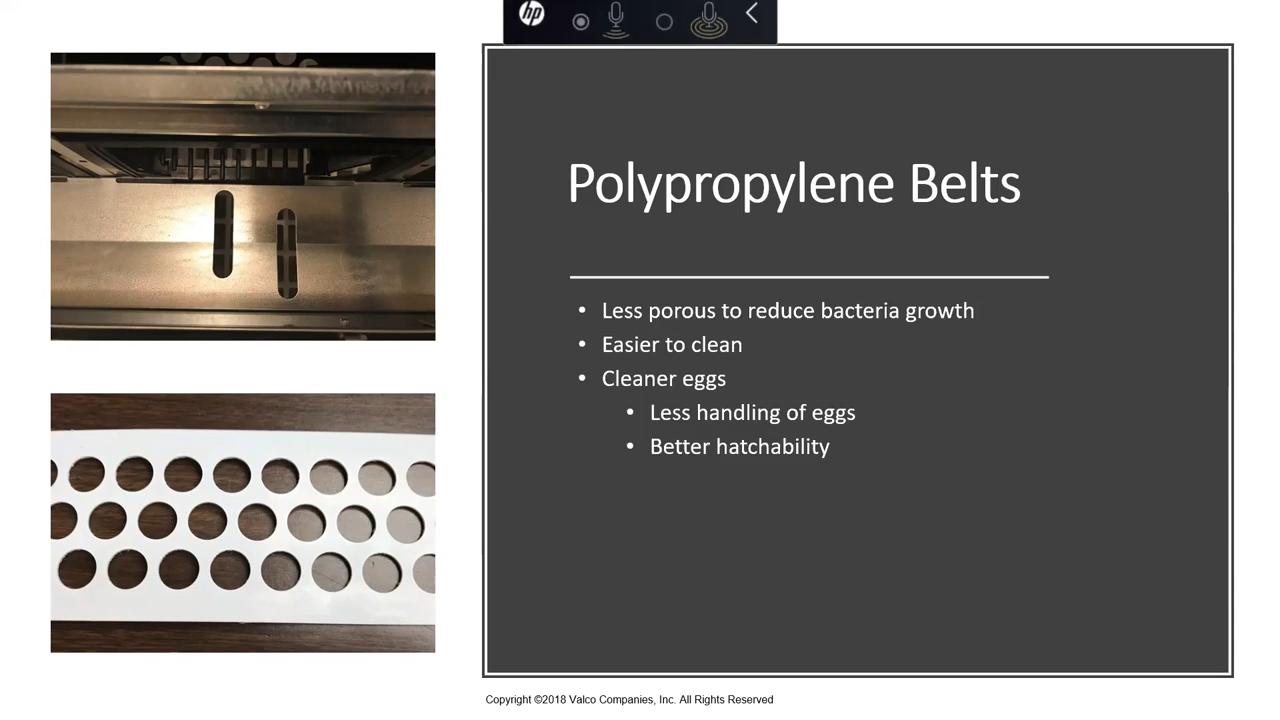 hp
Polypropylene Belts
• Less porous to reduce bacteria growth
• Easier to clean
• Cleaner eggs
• Less handling of eggs
• Better hatchability
Copyright ©2018 Valco Companies, Inc. All Rights Reserved